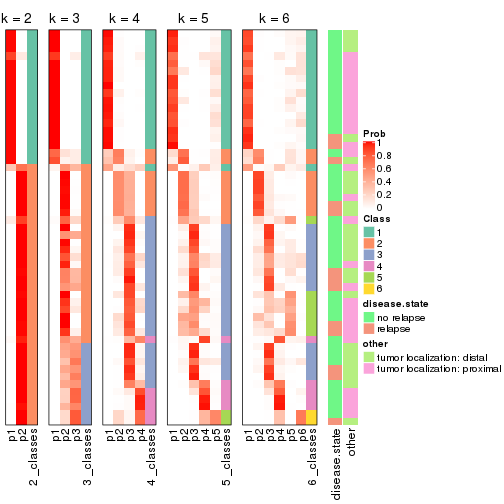 k = 2 k = 3 k = 4 k = 5 k = 6
Prob
1
0.8
0.6
0.4
0.2
0
Class
1
2
3
4
5
6
disease.state
no relapse
relapse
other
tumor localization: distal
tumor localization: proximal
p1 p2 2_classes p1 p2 p3 3_classes p1 p2 p3 p4 4_classes p1 p2 p3 p4 p5 5_classes p1 p2 p3 p4 p5 p6 6_classes disease.state other